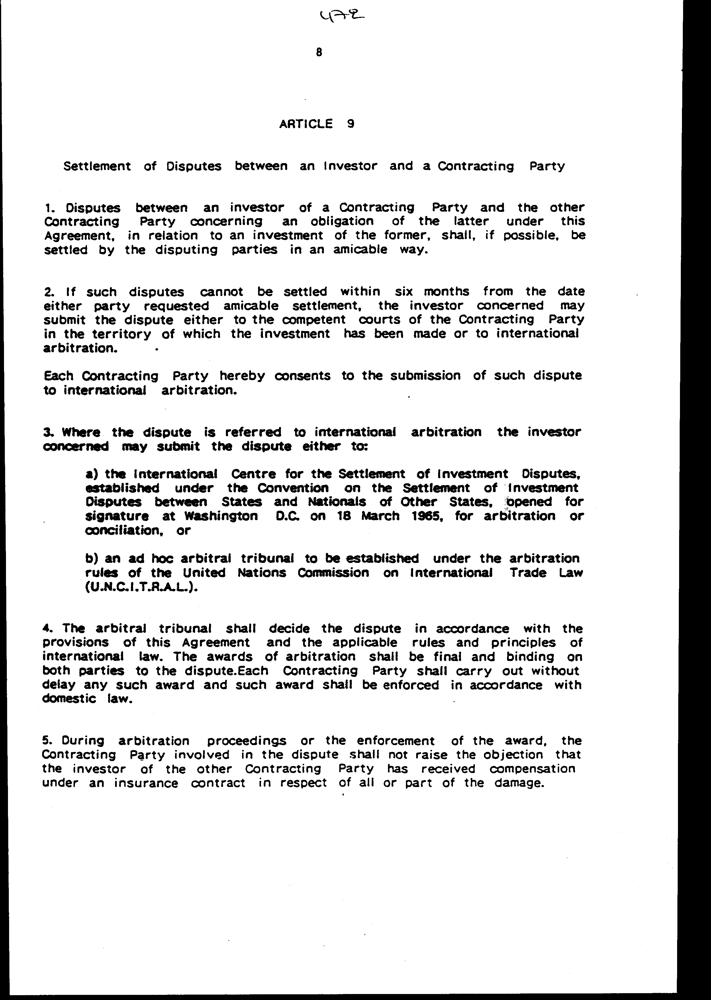 472
8
ARTICLE 9
Settlement of Disputes between an Investor and a Contracting Party
1. Disputes between an investor of a Contracting Party and the other
Contracting Party concerning an obligation of the latter under this
Agreement, in relation to an investment of the former, shall, if possible, be
settled by the disputing parties in an amicable way.
2. If such disputes cannot be settled within six months from the date
either party requested amicable settlement, the investor concerned may
submit the dispute either to the competent courts of the Contracting Party
in the territory of which the investment has been made or to international
arbitration.
Each Contracting Party hereby consents to the submission of such dispute
to international arbitration.
3. Where the dispute is referred to international arbitration the investor
concerned may submit the dispute either to:
a) the International Centre for the Settlement of Investment Disputes,
established under the Convention on the Settlement of Investment
Disputes between States and Nationals of Other States, opened for
signature at Washington D.C. on 18 March 1965, for arbitration or
conciliation, or
b) an ad hoc arbitral tribunal to be established under the arbitration
rules of the United Nations Commission on International Trade Law
(U.N.C.I.T.R.A.L.).
4. The arbitral tribunal shall decide the dispute in accordance with the
provisions of this Agreement and the applicable rules and principles of
international law. The awards of arbitration shall be final and binding on
both parties to the dispute.Each Contracting Party shall carry out without
delay any such award and such award shall be enforced in accordance with
domestic law.
5. During arbitration proceedings or the enforcement of the award, the
Contracting Party involved in the dispute shall not raise the objection that
the investor of the other Contracting Party has received compensation
under an insurance contract in respect of all or part of the damage.